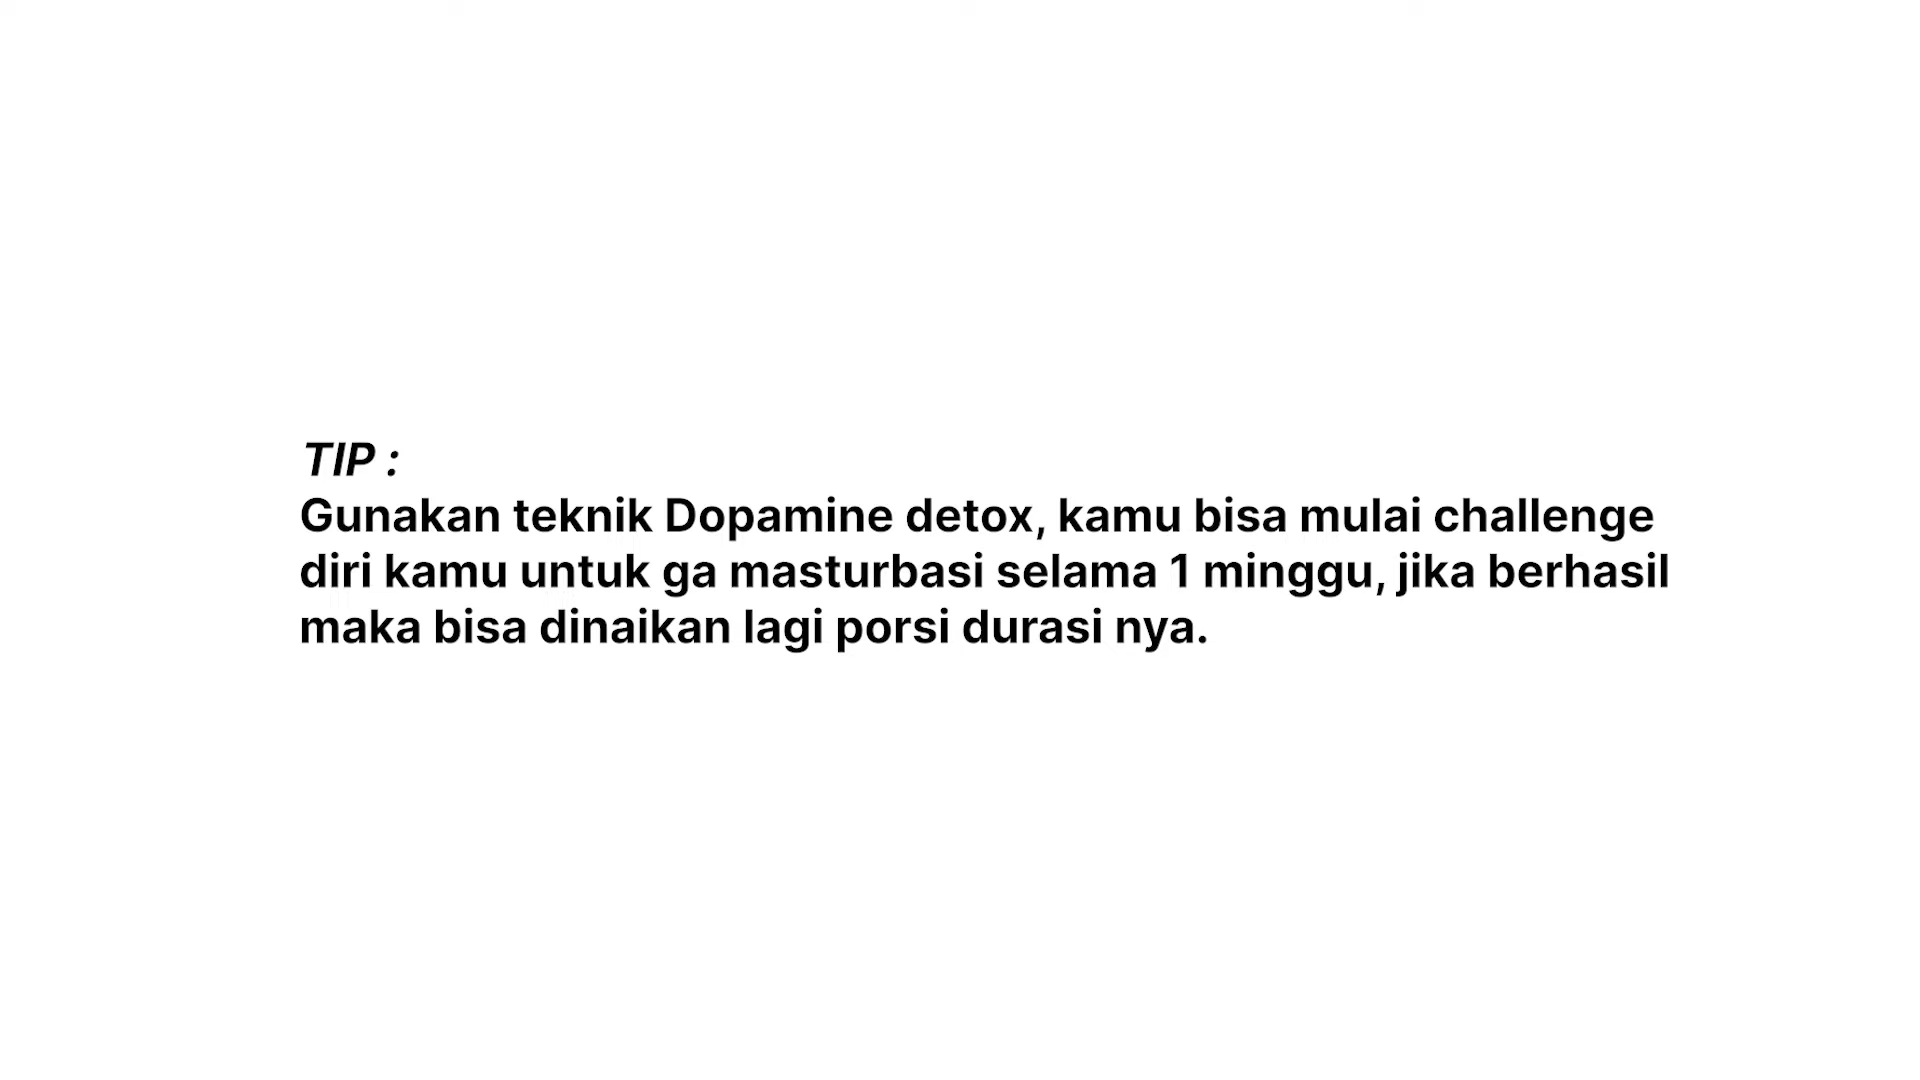 TIP :
Gunakan teknik Dopamine detox, kamu bisa mulai challenge
diri kamu untuk ga masturbasi selama 1 minggu, jika berhasil
maka bisa dinaikan lagi porsi durasi nya.